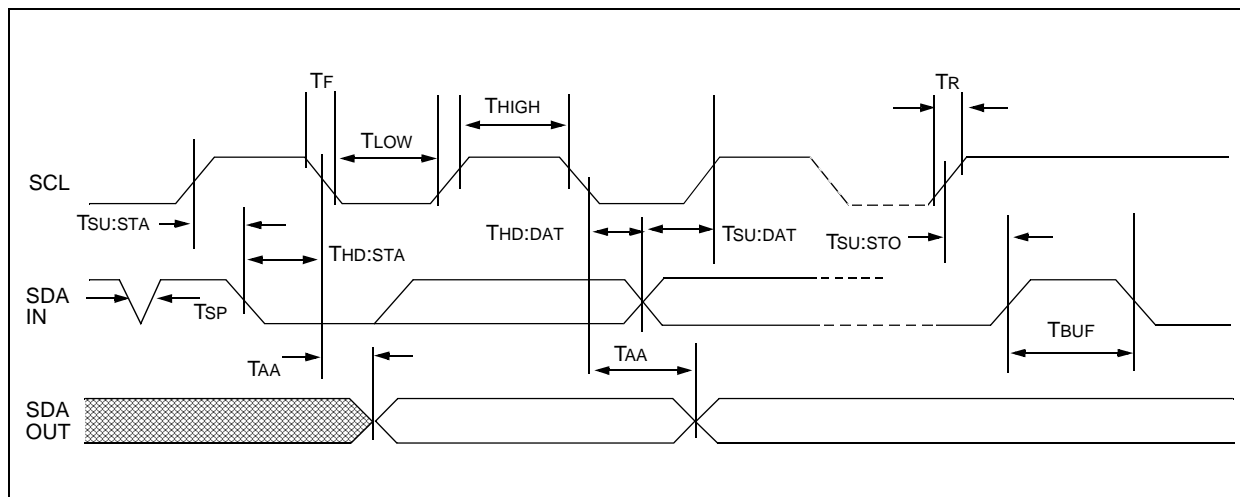 TF
THIGH
TR
TLOW
SCL
TSU:STA
THD:STA
THD:DAT
TSU:DAT
TSU:STO
SDA
IN
TSP
TBUF
TAA
TAA
SDA
OUT